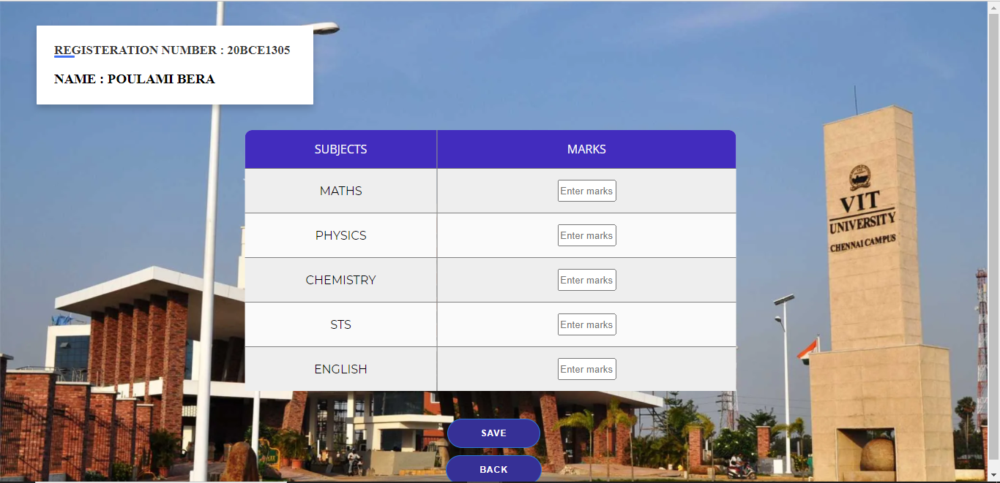 REGISTERATION NUMBER : 20BCE1305
NAME : POULAMI BERA
SUBJECTS MARKS
MATHS Enter marks
PHYSICS Enter marks
CHEMISTRY Enter marks
STS Enter marks
ENGLISH Enter marks
SAVE
BACK
VIT
UNIVERSITY
CHENNAI CAMPUS